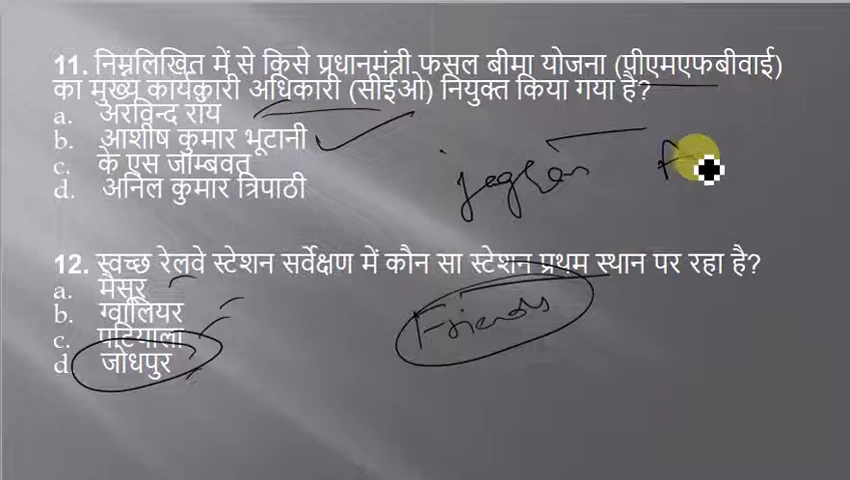 11. निम्नलिखित में से किसे प्रधानमंत्री फसल बीमा योजना (पीएमएफबीवाई)
का मुख्य कार्यकारी अधिकारी (सीईओ) नियुक्त किया गया है?
a. अरविन्द रॉय
b. आशीष कुमार भूटानी
c. के एस जाम्बवत
d. अनिल कुमार त्रिपाठी
jagran
12. स्वच्छ रेलवे स्टेशन सर्वेक्षण में कौन सा स्टेशन प्रथम स्थान पर रहा है?
a. मैसूर
b. ग्वालियर
c. पटियाला
d. जोधपुर
Friends